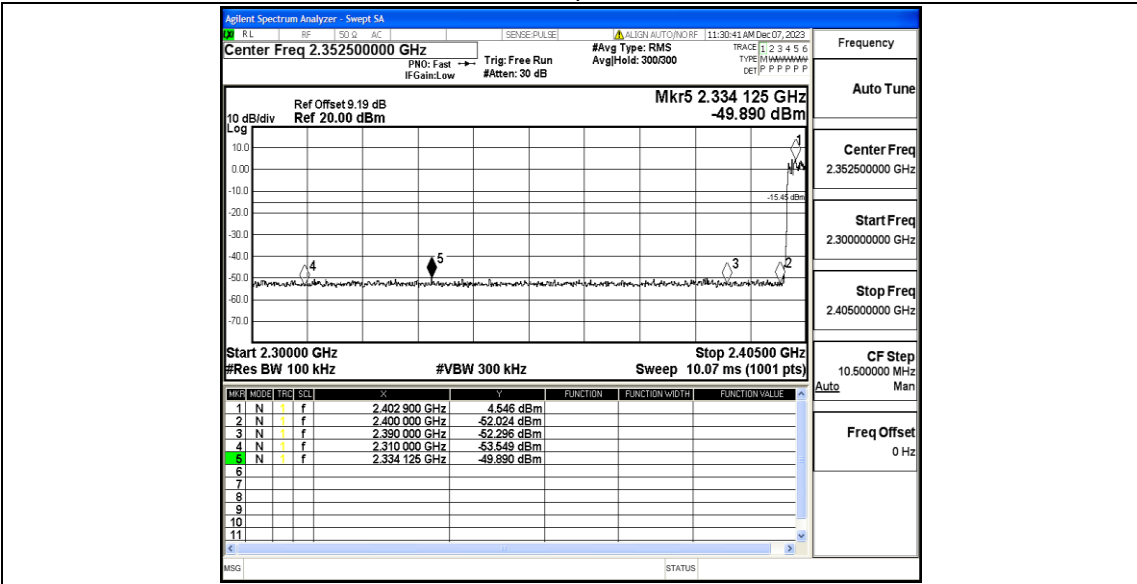 Agilent Spectrum Analyzer - Swept SA
RL RF 50 Ω AC SENSE:PULSE ALIGN AUTO/NO RF 11:30:41 AM Dec 07, 2023
Center Freq 2.352500000 GHz
PNO: Fast
IFGain:Low
Trig: Free Run
#Atten: 30 dB
#Avg Type: RMS
Avg|Hold: 300/300
TRACE 1 2 3 4 5 6
TYPE M
DET P P P P P P
Ref Offset 9.19 dB
10 dB/div Ref 20.00 dBm
Log
Mkr5 2.334 125 GHz
-49.890 dBm
10.0
0.00
-10.0
-20.0
-30.0
-40.0
-50.0
-60.0
-70.0
1
-15.45 dBm
4
5
3
2
Start 2.30000 GHz Stop 2.40500 GHz
#Res BW 100 kHz #VBW 300 kHz Sweep 10.07 ms (1001 pts)
MKR MODE TRC SCL X Y FUNCTION FUNCTION WIDTH FUNCTION VALUE
1 N 1 f 2.402 900 GHz 4.546 dBm
2 N 1 f 2.400 000 GHz -52.024 dBm
3 N 1 f 2.390 000 GHz -52.296 dBm
4 N 1 f 2.310 000 GHz -53.549 dBm
5 N 1 f 2.334 125 GHz -49.890 dBm
6
7
8
9
10
11
MSG STATUS
Frequency
Auto Tune
Center Freq
2.352500000 GHz
Start Freq
2.300000000 GHz
Stop Freq
2.405000000 GHz
CF Step
10.500000 MHz
Auto Man
Freq Offset
0 Hz